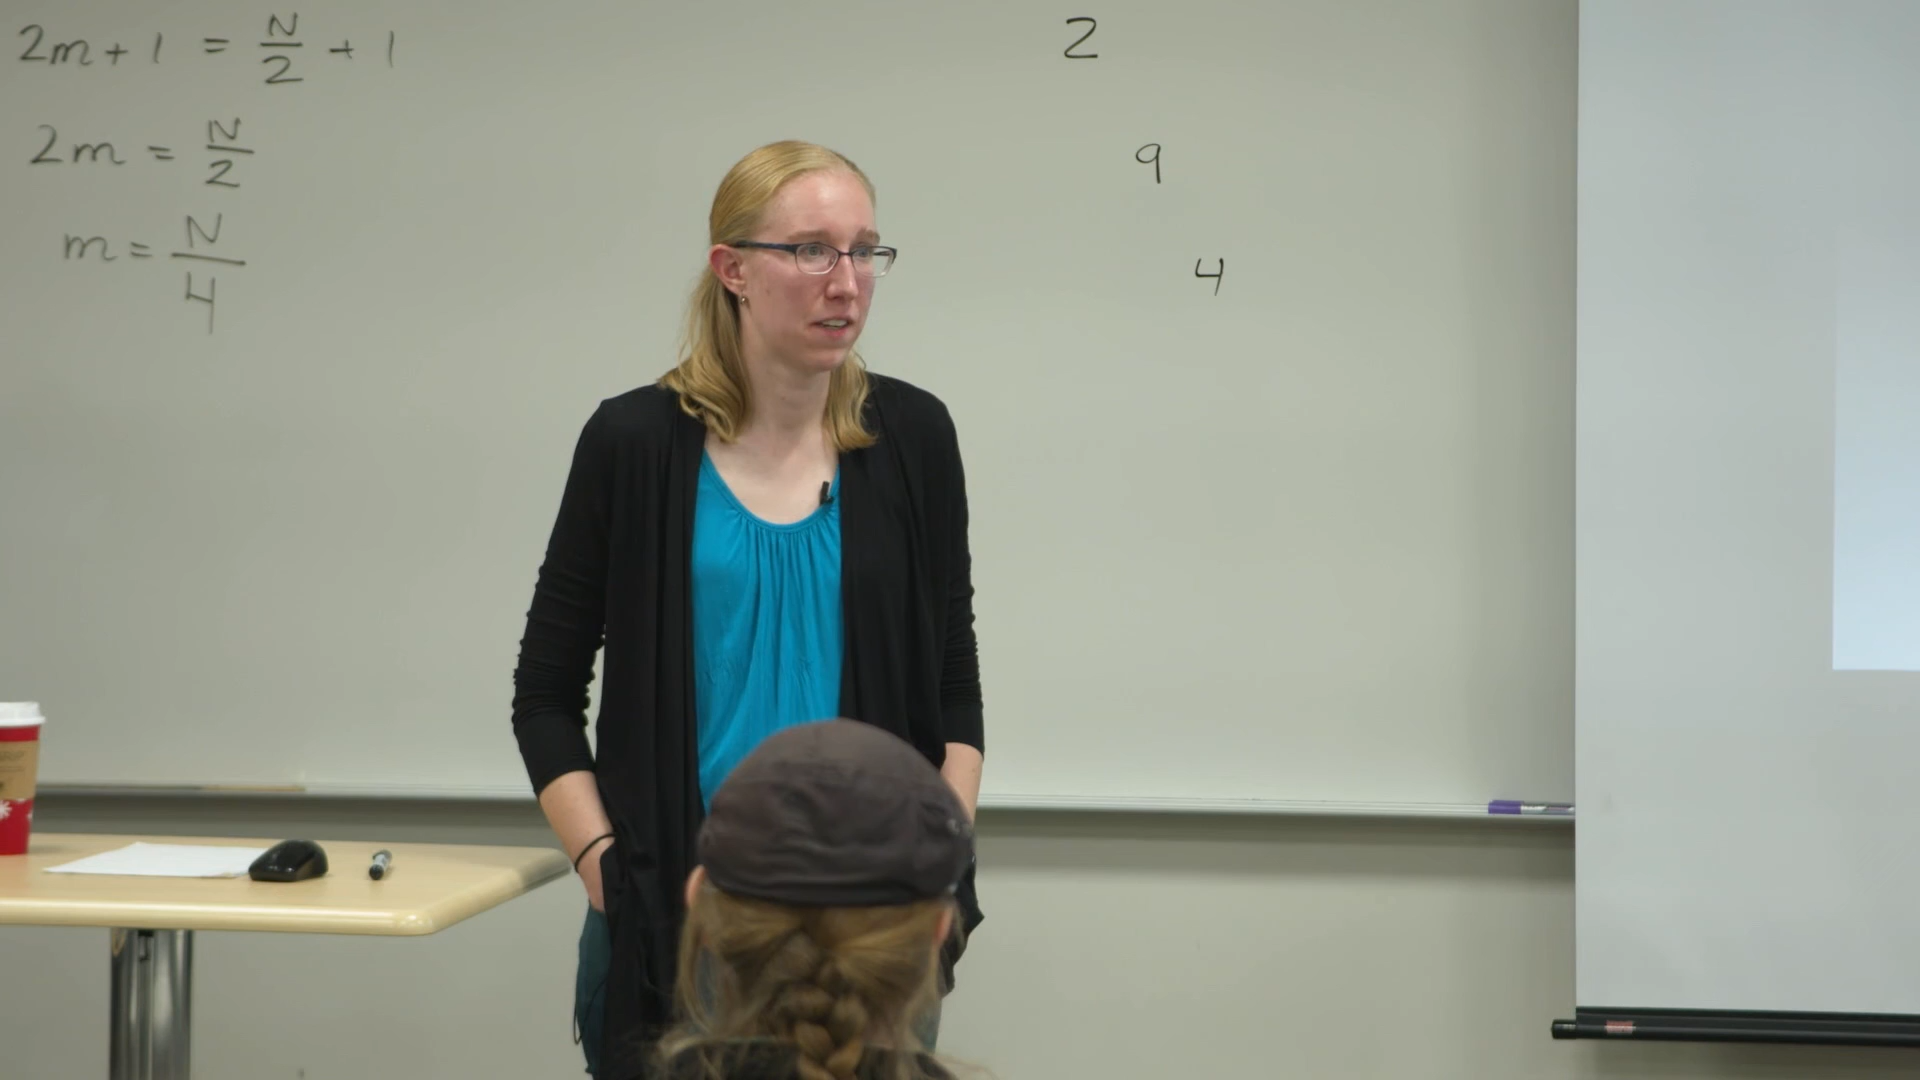 2m + 1 = N/2 + 1
2m = N/2
m = N/4
2
9
4